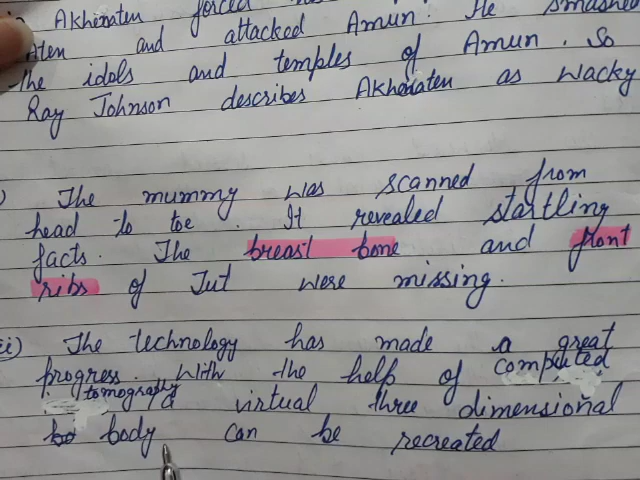 Akhenaten forced has
Aten and attacked Amun. He smashed
the idols and temples of Amun. So
Ray Johnson describes Akhenaten as wacky
) The mummy was scanned from
head to toe. It revealed startling
facts. The breast bone and front
ribs of Tut were missing.
ii) The technology has made a great
progress. With the help of computed
tomography a virtual three dimensional
body can be recreated